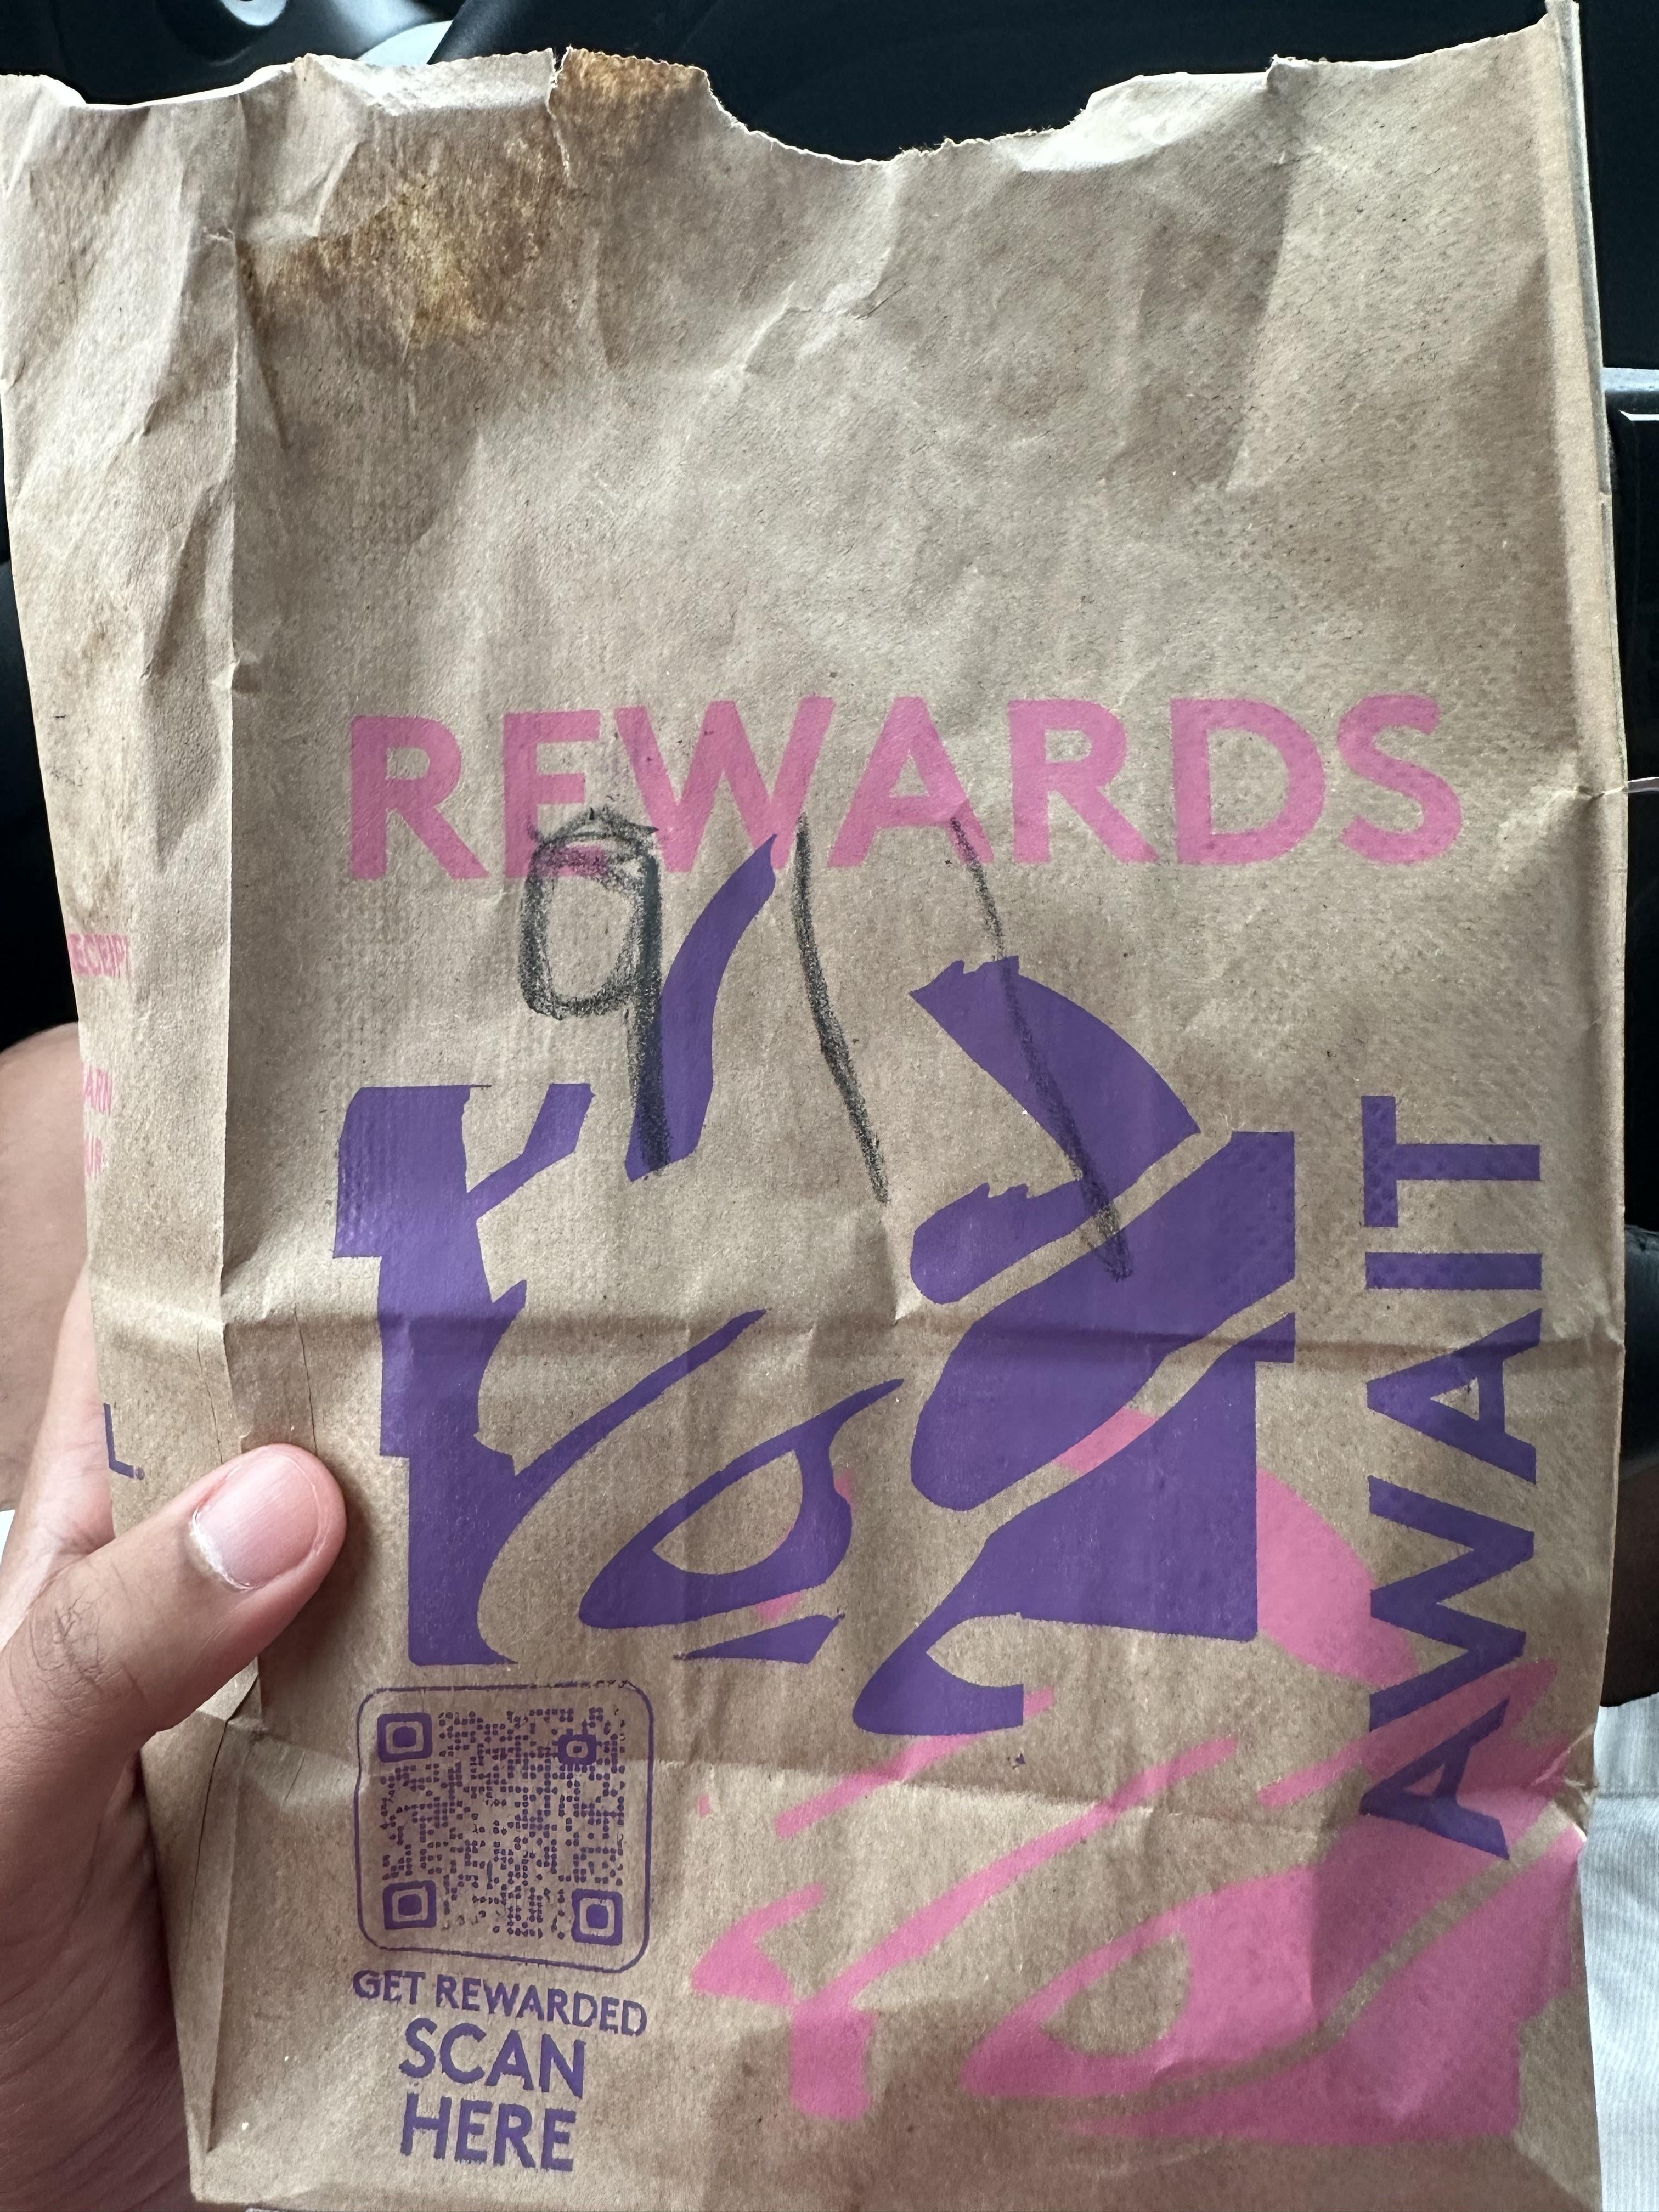 REWARDS
911
AWAIT
GET REWARDED
SCAN
HERE
L.